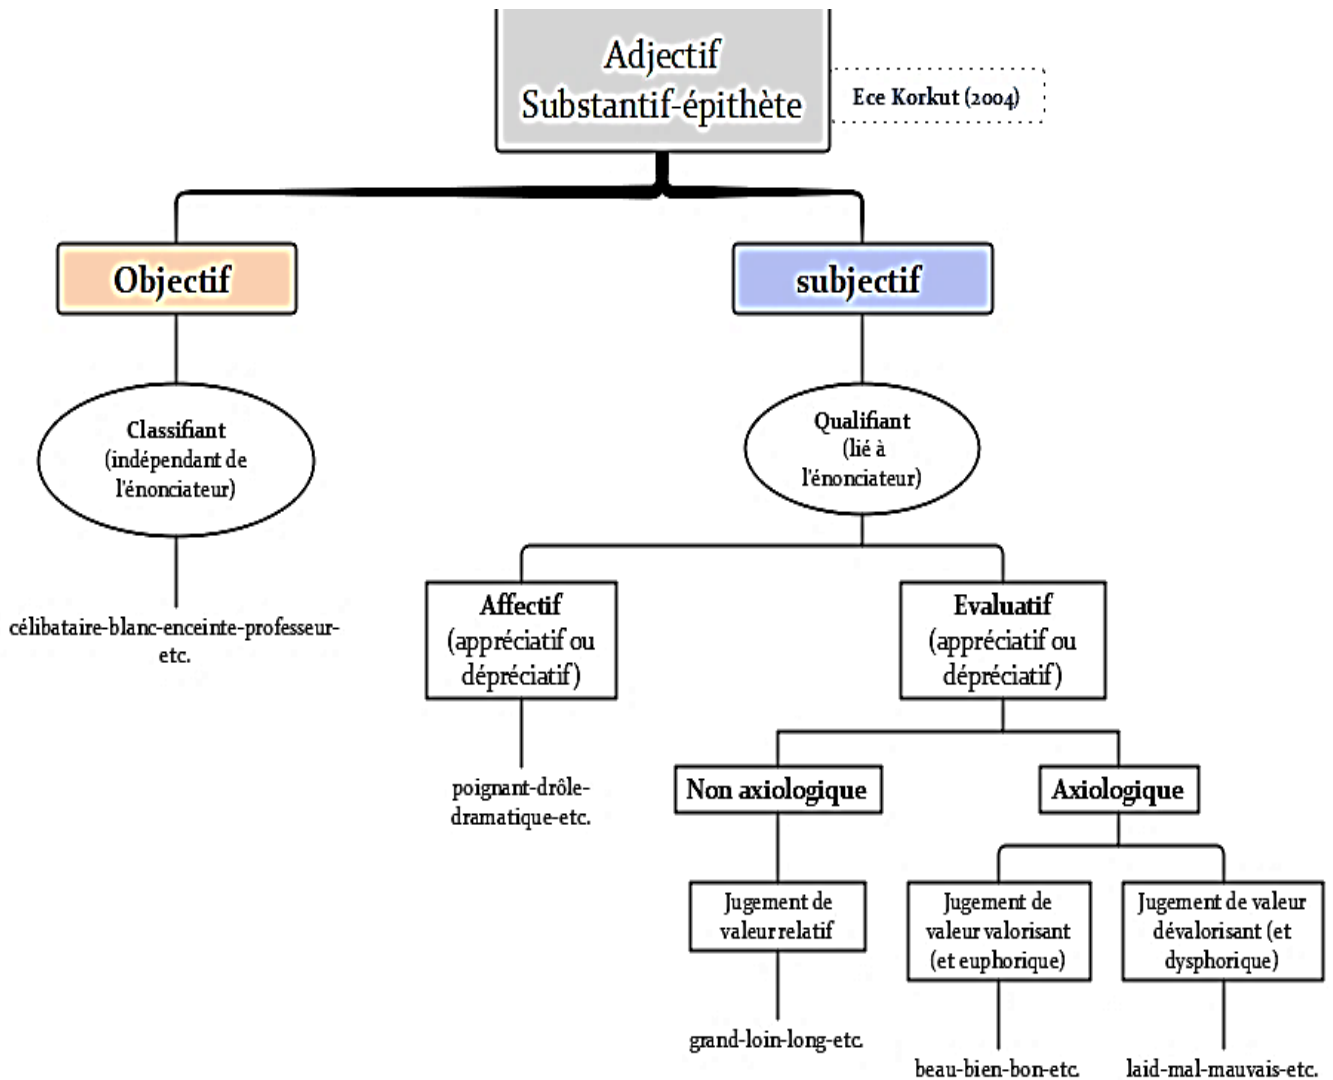 Adjectif
Substantif-épithète
Ece Korkut (2004)
Objectif
subjectif
Classifiant
(indépendant de
l'énonciateur)
Qualifiant
(lié à
l'énonciateur)
célibataire-blanc-enceinte-professeur-
etc.
Affectif
(appréciatif ou
dépréciatif)
Evaluatif
(appréciatif ou
dépréciatif)
poignant-drôle-
dramatique-etc.
Non axiologique
Axiologique
Jugement de
valeur relatif
Jugement de
valeur valorisant
(et euphorique)
Jugement de valeur
dévalorisant (et
dysphorique)
grand-loin-long-etc.
beau-bien-bon-etc.
laid-mal-mauvais-etc.